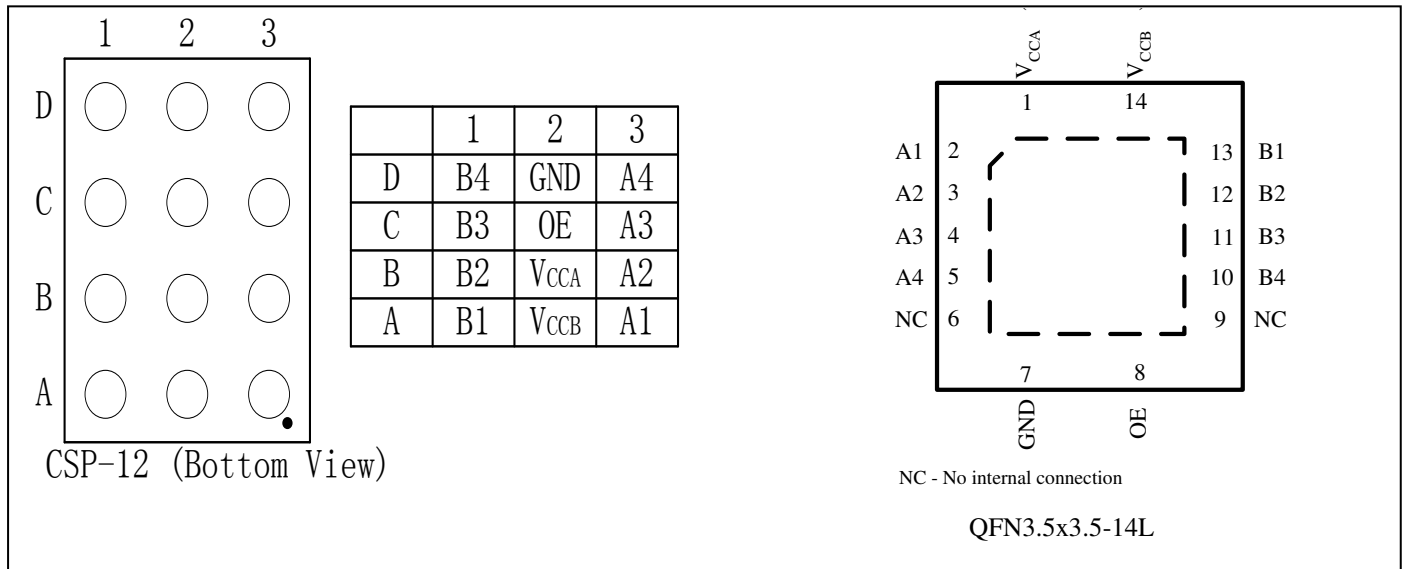 1 2 3
D
C
B
A
CSP-12 (Bottom View)
1 2 3
D B4 GND A4
C B3 OE A3
B B2 VCCA A2
A B1 VCCB A1
VCCA VCCB
1 14
A1 2 13 B1
A2 3 12 B2
A3 4 11 B3
A4 5 10 B4
NC 6 9 NC
7 8
GND OE
NC - No internal connection
QFN3.5x3.5-14L